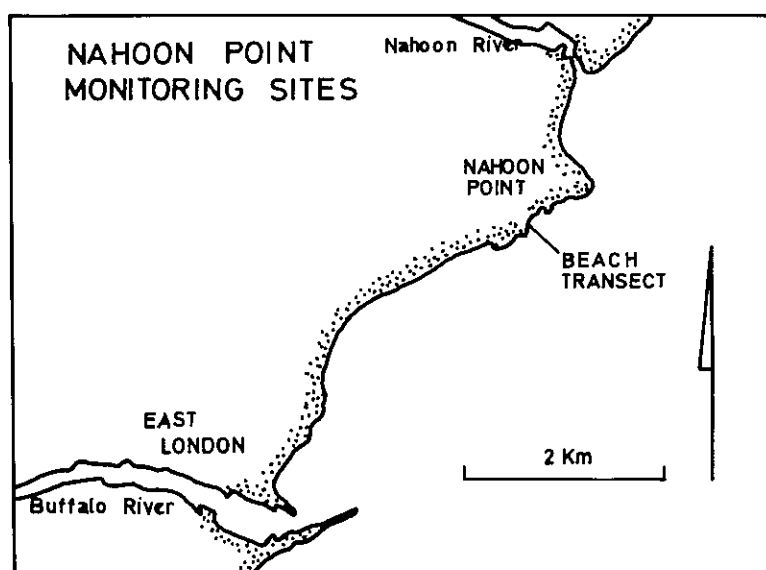 NAHOON POINT
MONITORING SITES
Nahoon River
NAHOON
POINT
BEACH
TRANSECT
EAST
LONDON
2 Km
Buffalo River